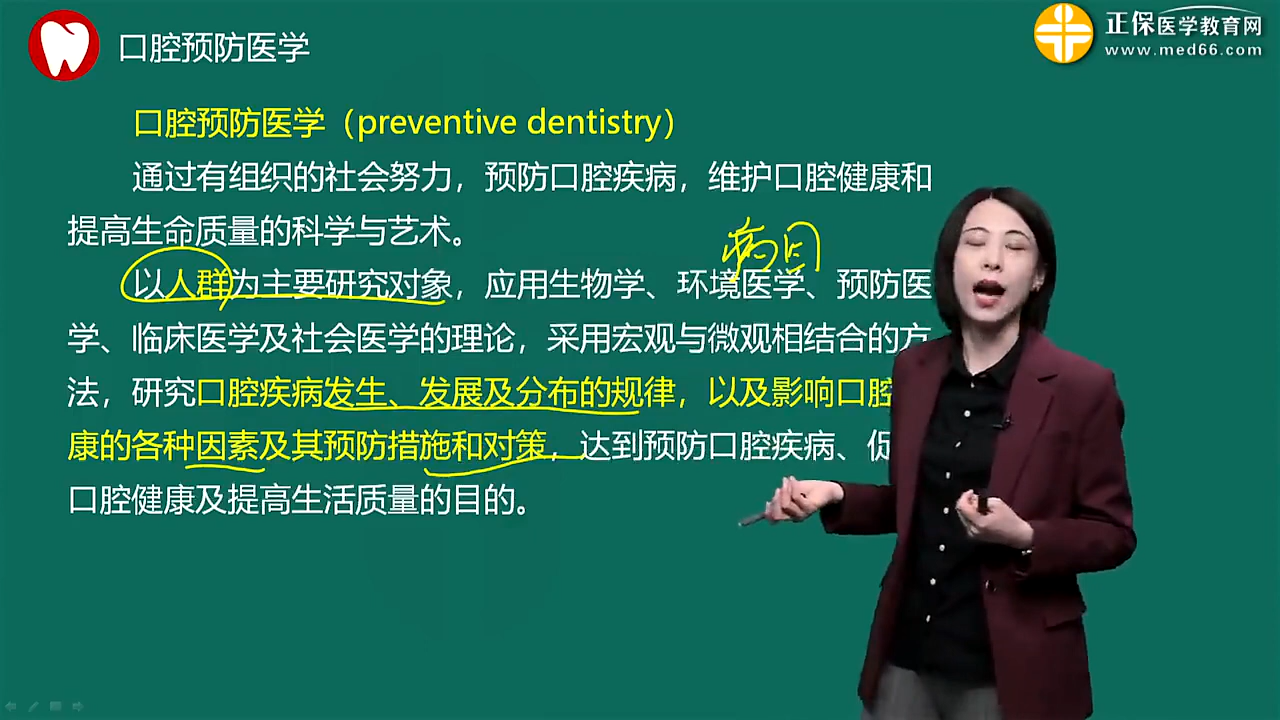 口腔预防医学
正保医学教育网
www.med66.com
口腔预防医学（preventive dentistry）
通过有组织的社会努力，预防口腔疾病，维护口腔健康和
提高生命质量的科学与艺术。
病因
以人群为主要研究对象，应用生物学、环境医学、预防医
学、临床医学及社会医学的理论，采用宏观与微观相结合的方
法，研究口腔疾病发生、发展及分布的规律，以及影响口腔
康的各种因素及其预防措施和对策，达到预防口腔疾病、促
口腔健康及提高生活质量的目的。